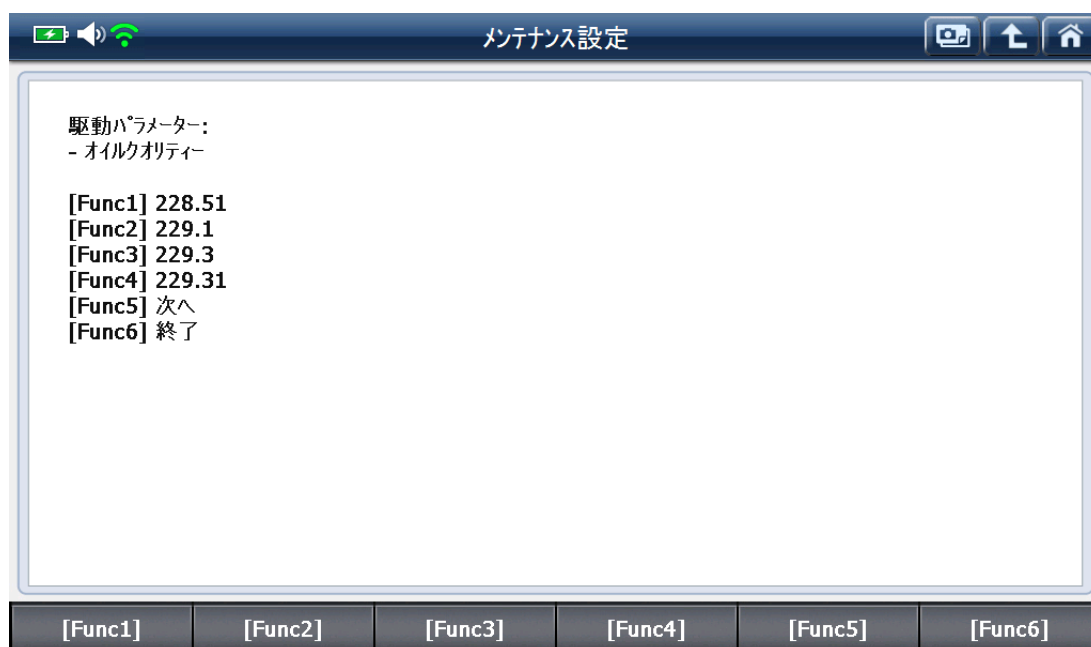 メンテナンス設定
駆動パラメーター:
- オイルクオリティー
[Func1] 228.51
[Func2] 229.1
[Func3] 229.3
[Func4] 229.31
[Func5] 次へ
[Func6] 終了
[Func1] [Func2] [Func3] [Func4] [Func5] [Func6]